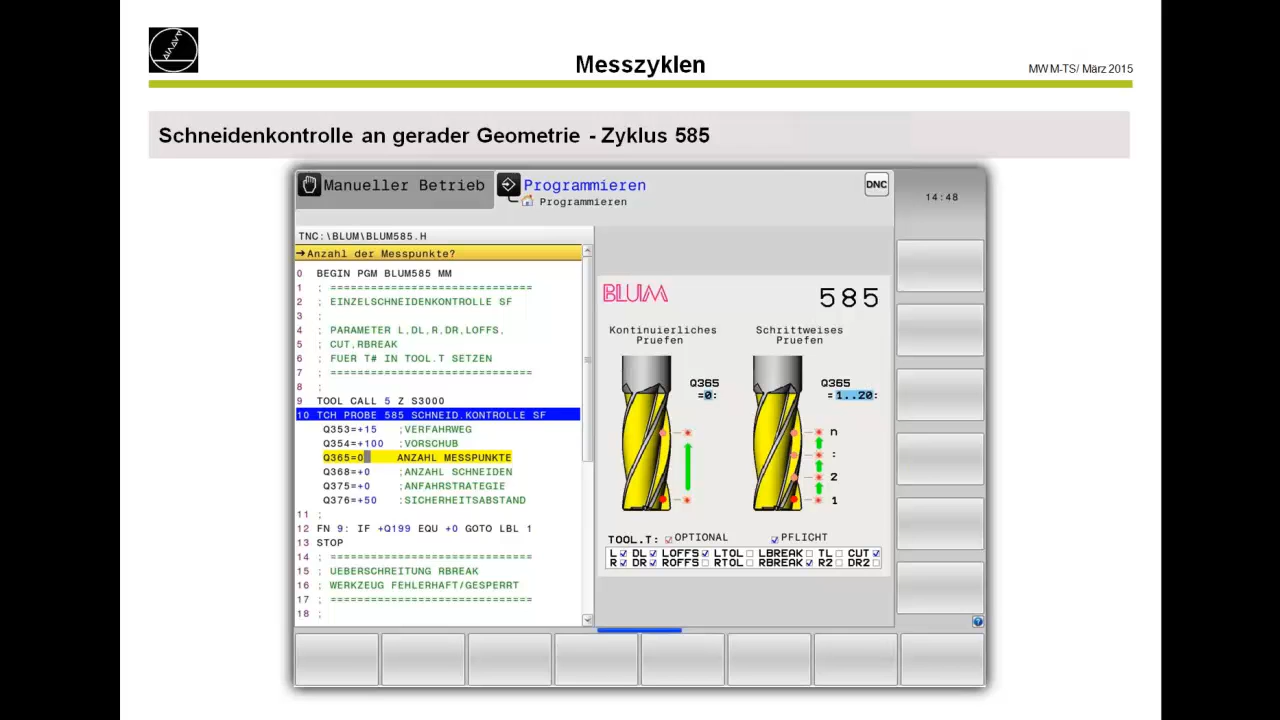 Messzyklen
MWM-TS/ März 2015
Schneidenkontrolle an gerader Geometrie - Zyklus 585
Manueller Betrieb
Programmieren
Programmieren
DNC
14:48
TNC:\BLUM\BLUM585.H
Anzahl der Messpunkte?
0 BEGIN PGM BLUM585 MM
1 ; ==============================
2 ; EINZELSCHNEIDENKONTROLLE SF
3 ;
4 ; PARAMETER L,DL,R,DR,LOFFS,
5 ; CUT,RBREAK
6 ; FUER T# IN TOOL.T SETZEN
7 ; ==============================
8 ;
9 TOOL CALL 5 Z S3000
10 TCH PROBE 585 SCHNEID.KONTROLLE SF
Q353=+15 ;VERFAHRWEG
Q354=+100 ;VORSCHUB
Q365=0 ANZAHL MESSPUNKTE
Q368=+0 ;ANZAHL SCHNEIDEN
Q375=+0 ;ANFAHRSTRATEGIE
Q376=+50 ;SICHERHEITSABSTAND
11 ;
12 FN 9: IF +Q199 EQU +0 GOTO LBL 1
13 STOP
14 ; ==============================
15 ; UEBERSCHREITUNG RBREAK
16 ; WERKZEUG FEHLERHAFT/GESPERRT
17 ; ==============================
18 ;
BLUM
585
Kontinuierliches
Pruefen
Schrittweises
Pruefen
Q365
=0:
Q365
=1..20:
n
:
2
1
TOOL.T: OPTIONAL PFLICHT
L DL LOFFS LTOL LBREAK TL CUT
R DR ROFFS RTOL RBREAK R2 DR2